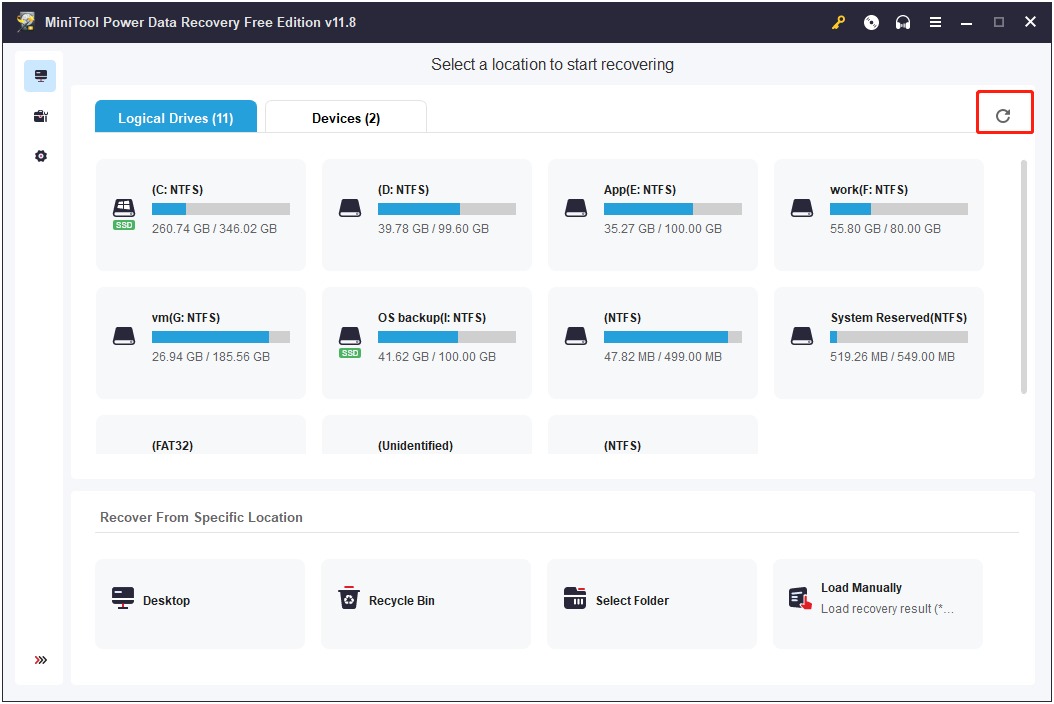 MiniTool Power Data Recovery Free Edition v11.8
Select a location to start recovering
Logical Drives (11)
Devices (2)
(C: NTFS)
SSD
260.74 GB / 346.02 GB
(D: NTFS)
39.78 GB / 99.60 GB
App(E: NTFS)
35.27 GB / 100.00 GB
work(F: NTFS)
55.80 GB / 80.00 GB
vm(G: NTFS)
26.94 GB / 185.56 GB
OS backup(I: NTFS)
SSD
41.62 GB / 100.00 GB
(NTFS)
47.82 MB / 499.00 MB
System Reserved(NTFS)
519.26 MB / 549.00 MB
(FAT32)
(Unidentified)
(NTFS)
Recover From Specific Location
Desktop
Recycle Bin
Select Folder
Load Manually
Load recovery result (*...